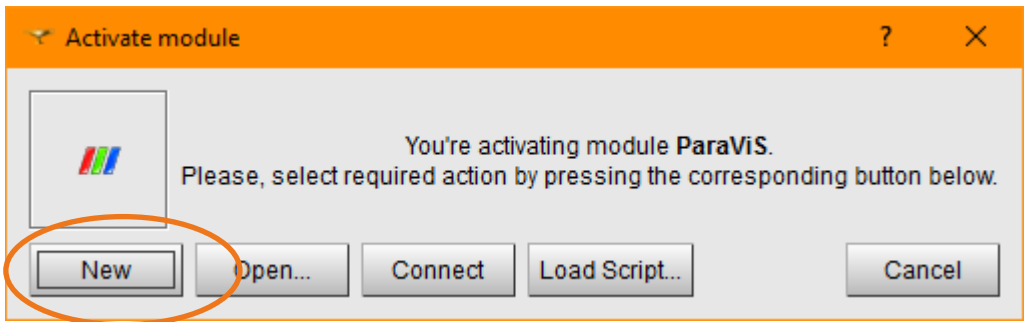 Activate module ?
You're activating module ParaViS.
Please, select required action by pressing the corresponding button below.
New Open... Connect Load Script... Cancel